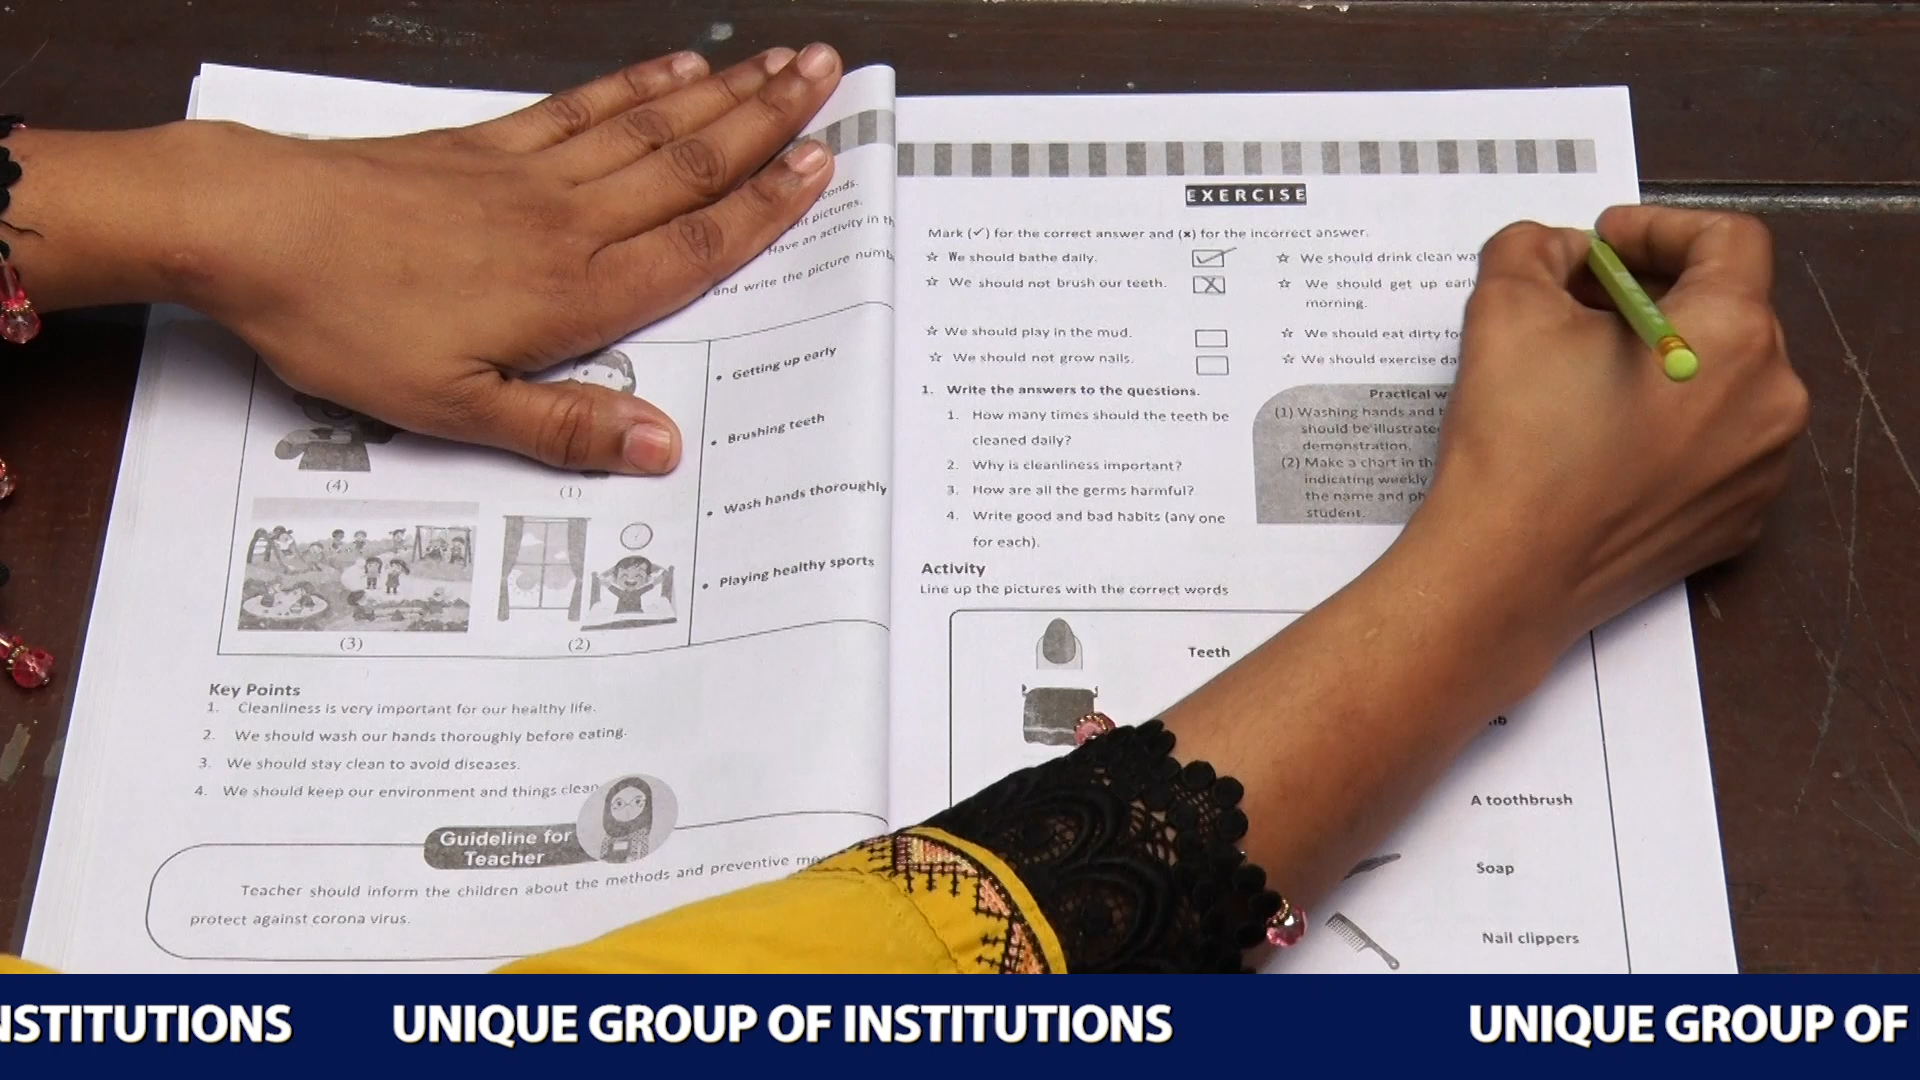 conds.
nt pictures.
Have an activity in th
and write the picture numb
Getting up early
Brushing teeth
Wash hands thoroughly
Playing healthy sports
(4)
(1)
(3)
(2)
Key Points
1. Cleanliness is very important for our healthy life.
2. We should wash our hands thoroughly before eating.
3. We should stay clean to avoid diseases.
4. We should keep our environment and things clean
Guideline for
Teacher
Teacher should inform the children about the methods and preventive me
protect against corona virus.
EXERCISE
Mark (✓) for the correct answer and (×) for the incorrect answer.
☆ We should bathe daily. ✓
☆ We should not brush our teeth. X
☆ We should play in the mud.
☆ We should not grow nails.
☆ We should drink clean wa
☆ We should get up early
morning.
☆ We should eat dirty fo
☆ We should exercise da
1. Write the answers to the questions.
1. How many times should the teeth be
cleaned daily?
2. Why is cleanliness important?
3. How are all the germs harmful?
4. Write good and bad habits (any one
for each).
Practical w
(1) Washing hands and t
should be illustrate
demonstration.
(2) Make a chart in th
indicating weekly
the name and ph
student.
Activity
Line up the pictures with the correct words
Teeth
A toothbrush
Soap
Nail clippers
NSTITUTIONS UNIQUE GROUP OF INSTITUTIONS UNIQUE GROUP OF